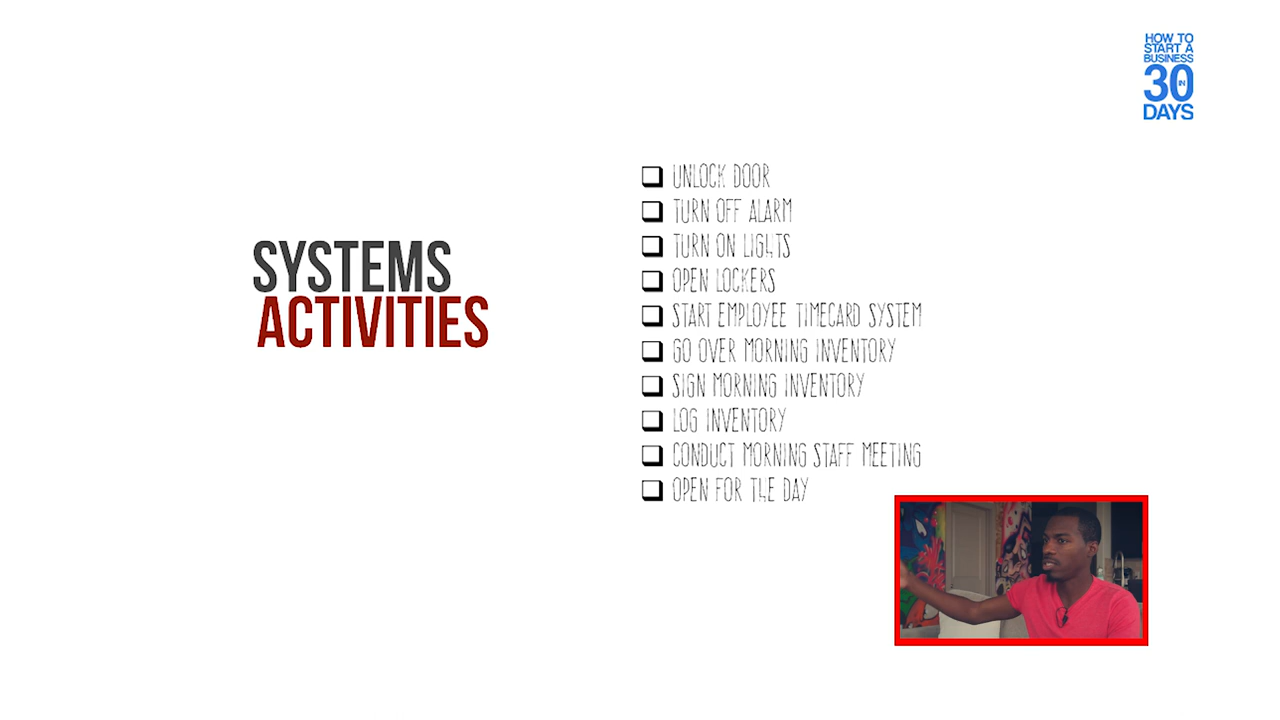 HOW TO
START A
BUSINESS
30 IN
DAYS
SYSTEMS
ACTIVITIES
UNLOCK DOOR
TURN OFF ALARM
TURN ON LIGHTS
OPEN LOCKERS
START EMPLOYEE TIMECARD SYSTEM
GO OVER MORNING INVENTORY
SIGN MORNING INVENTORY
LOG INVENTORY
CONDUCT MORNING STAFF MEETING
OPEN FOR THE DAY